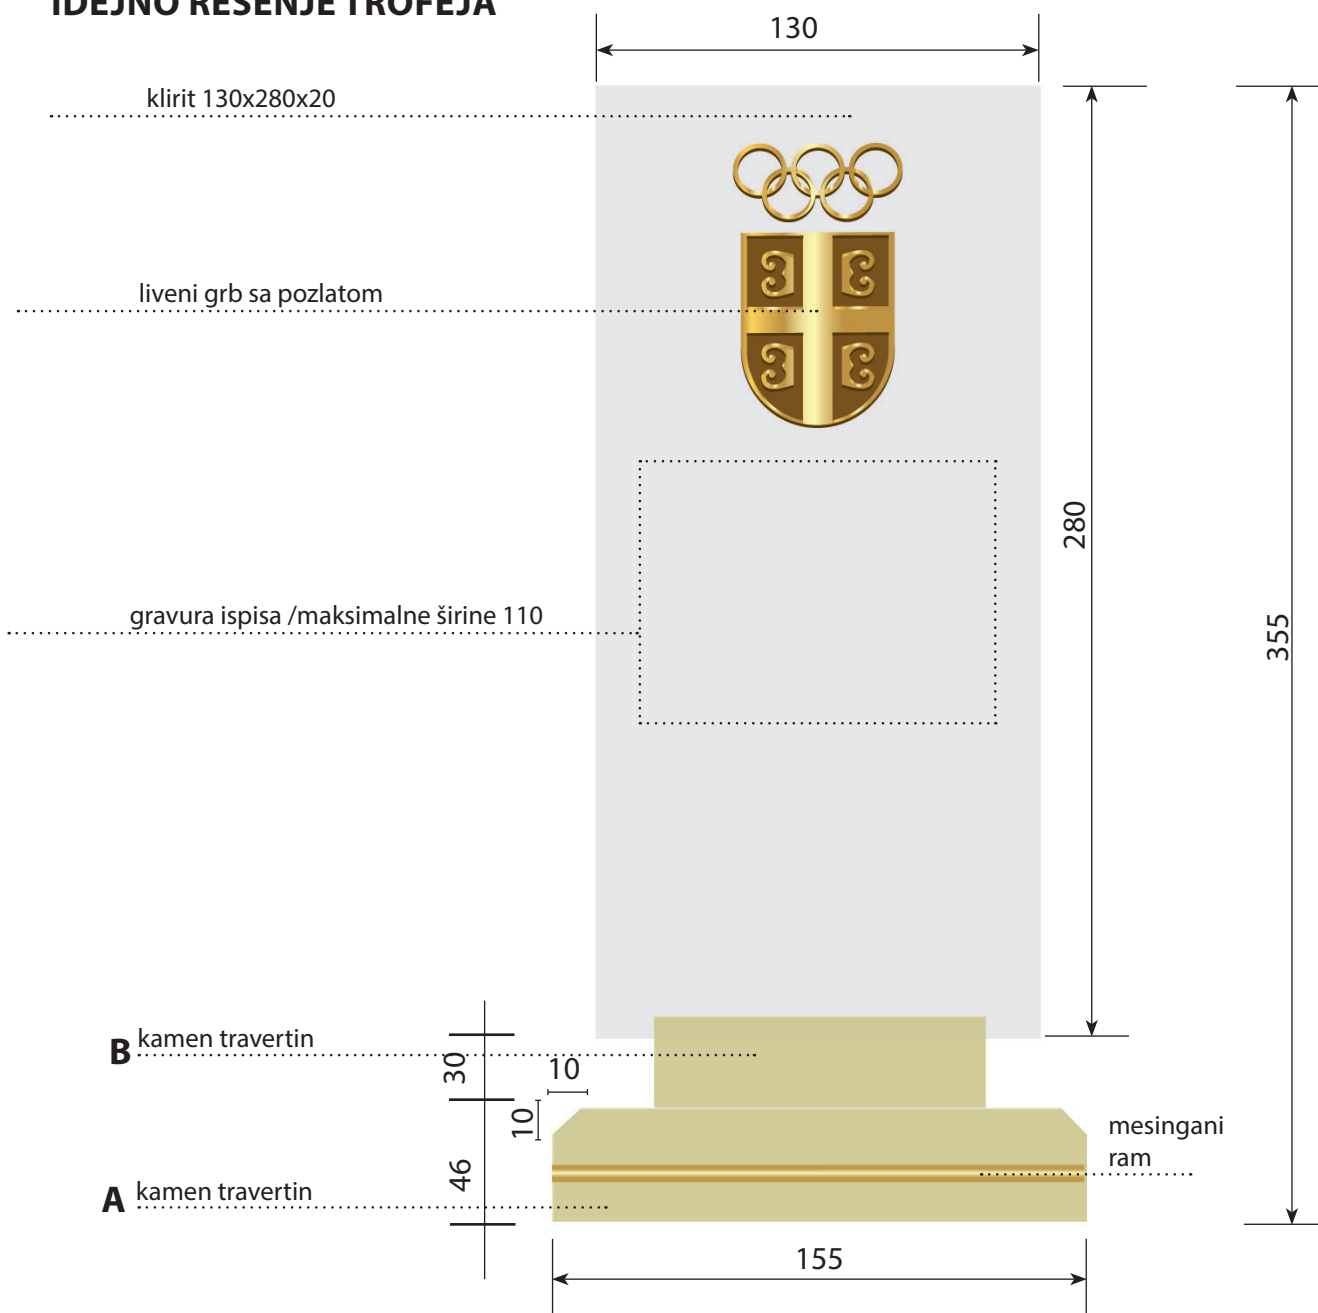 IDEJNO REŠENJE TROFEJA
130
klirit 130x280x20
liveni grb sa pozlatom
280
gravura ispisa /maksimalne širine 110
355
B kamen travertin
30
10
10
mesingani
ram
46
A kamen travertin
155